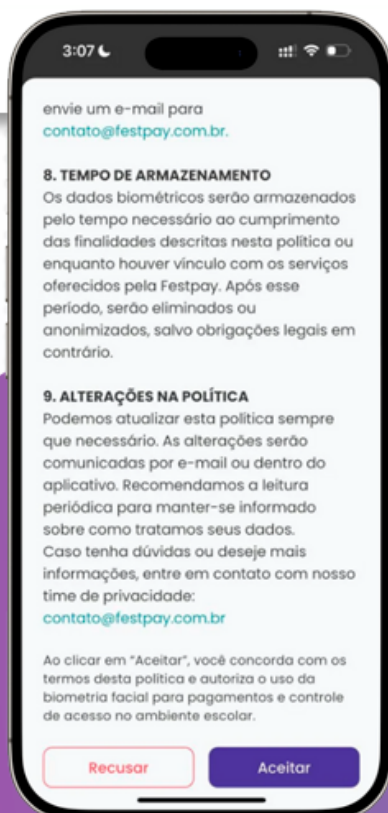 3:07
envie um e-mail para
contato@festpay.com.br.
8. TEMPO DE ARMAZENAMENTO
Os dados biométricos serão armazenados
pelo tempo necessário ao cumprimento
das finalidades descritas nesta política ou
enquanto houver vínculo com os serviços
oferecidos pela Festpay. Após esse
período, serão eliminados ou
anonimizados, salvo obrigações legais em
contrário.
9. ALTERAÇÕES NA POLÍTICA
Podemos atualizar esta política sempre
que necessário. As alterações serão
comunicadas por e-mail ou dentro do
aplicativo. Recomendamos a leitura
periódica para manter-se informado
sobre como tratamos seus dados.
Caso tenha dúvidas ou deseje mais
informações, entre em contato com nosso
time de privacidade:
contato@festpay.com.br
Ao clicar em “Aceitar”, você concorda com os
termos desta política e autoriza o uso da
biometria facial para pagamentos e controle
de acesso no ambiente escolar.
Recusar
Aceitar